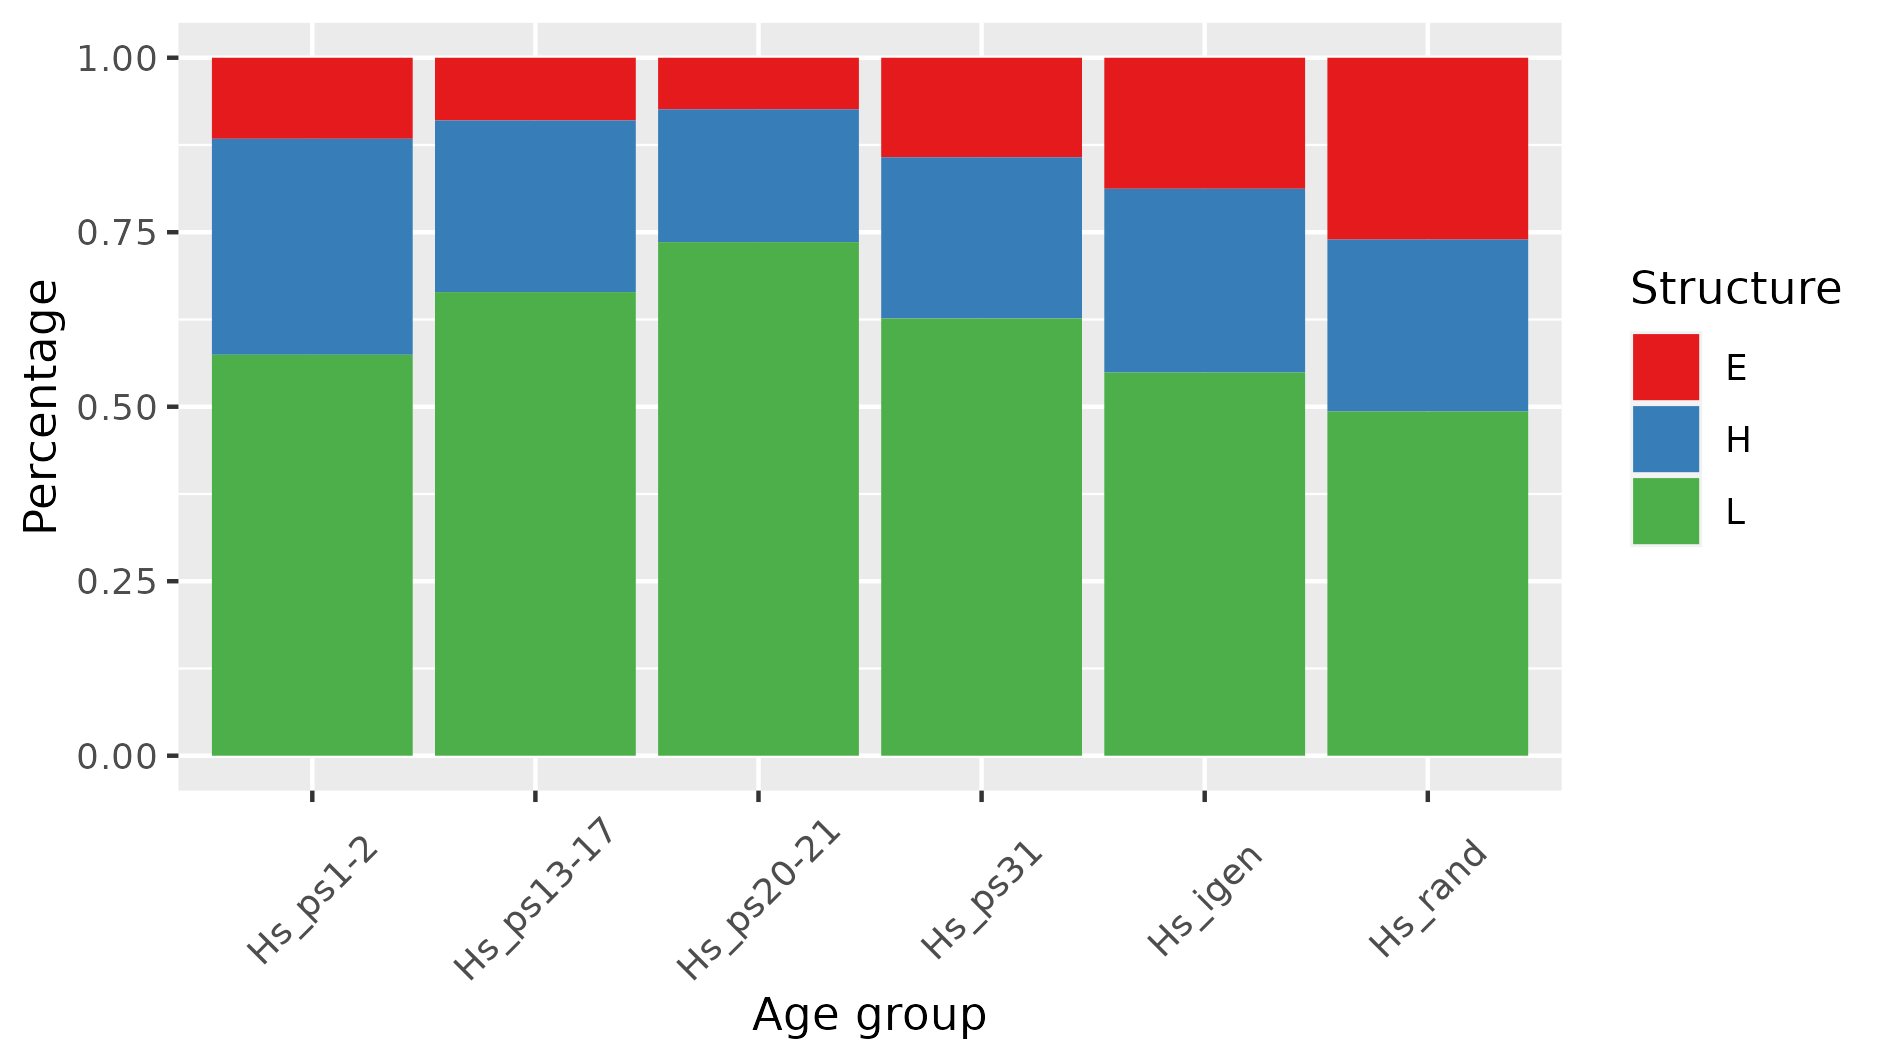 1.00
0.75
0.50
0.25
0.00
Percentage
Hs_ps1-2
Hs_ps13-17
Hs_ps20-21
Hs_ps31
Hs_igen
Hs_rand
Age group
Structure
E
H
L